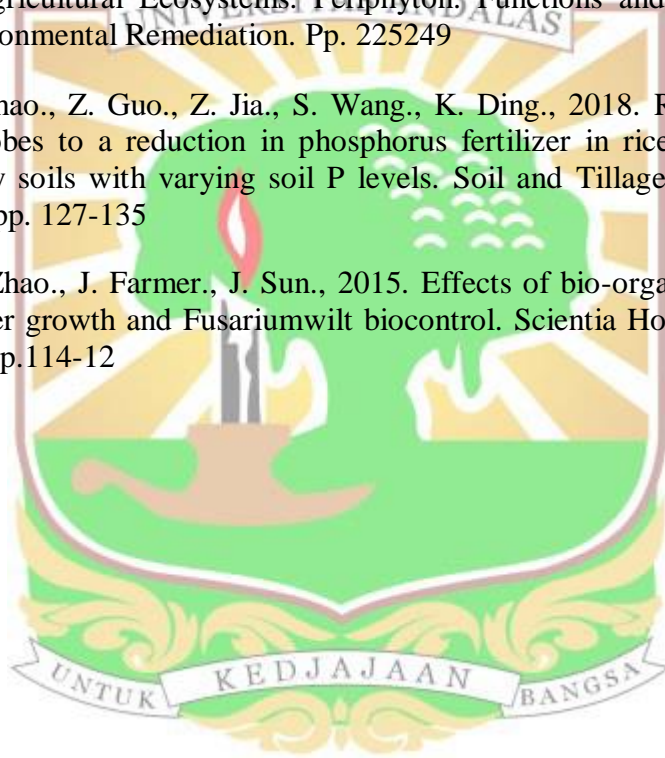 gricultural Ecosystems. Periphyton: Functions and
UNIVERSITAS ANDALAS
onmental Remediation. Pp. 225249
hao., Z. Guo., Z. Jia., S. Wang., K. Ding., 2018. R
bes to a reduction in phosphorus fertilizer in rice
y soils with varying soil P levels. Soil and Tillage
pp. 127-135
Zhao., J. Farmer., J. Sun., 2015. Effects of bio-orga
er growth and Fusariumwilt biocontrol. Scientia Ho
p.114-12
UNTUK KEDJAJAAN BANGSA